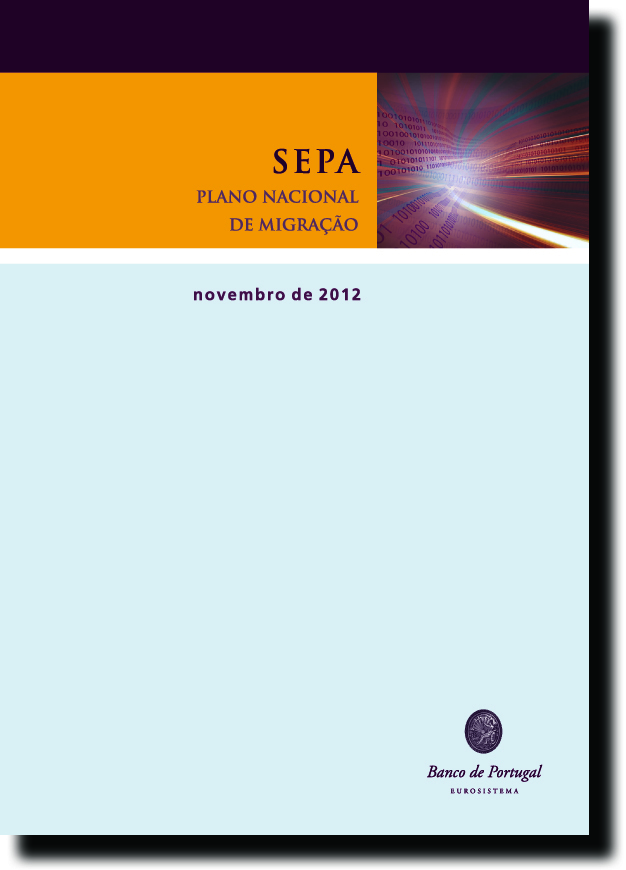 SEPA
PLANO NACIONAL
DE MIGRAÇÃO
novembro de 2012
Banco de Portugal
EUROSISTEMA